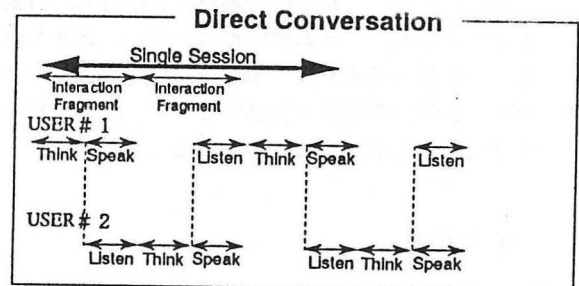 Direct Conversation
Single Session
Interaction Fragment Interaction Fragment
USER # 1
Think Speak Listen Think Speak Listen
USER # 2
Listen Think Speak Listen Think Speak